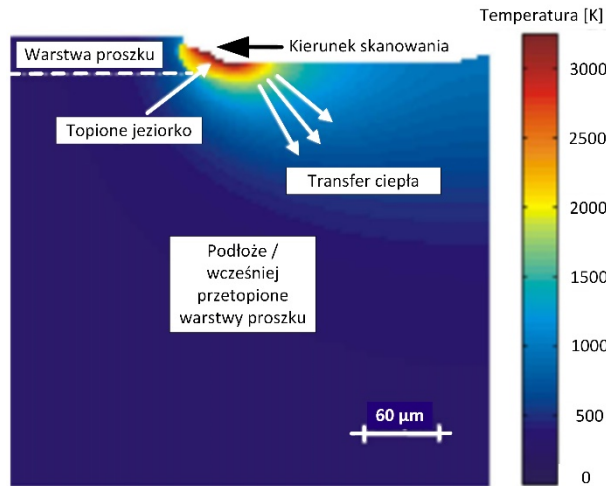 Temperatura [K]
Warstwa proszku
Kierunek skanowania
3000
Topione jeziorko
2500
Transfer ciepła
2000
Podłoże /
wcześniej
przetopione
warstwy proszku
1500
1000
60 µm
500
0